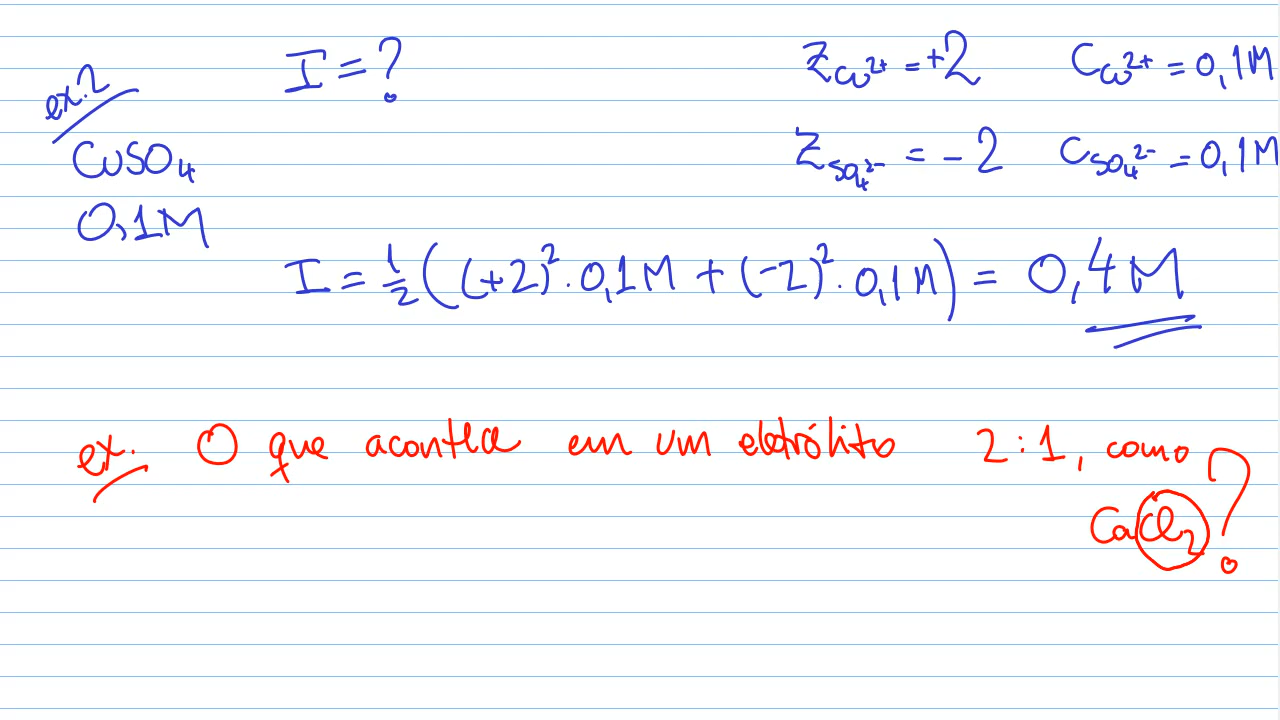 ex.2 I = ? Z_Cu²⁺ = +2 C_Cu²⁺ = 0,1M
CuSO₄ Z_SO₄²⁻ = -2 C_SO₄²⁻ = 0,1M
0,1M
I = 1/2 ((+2)² . 0,1M + (-2)² . 0,1M) = 0,4M
ex. O que acontece em um eletrólito 2:1, como
CaCl₂?